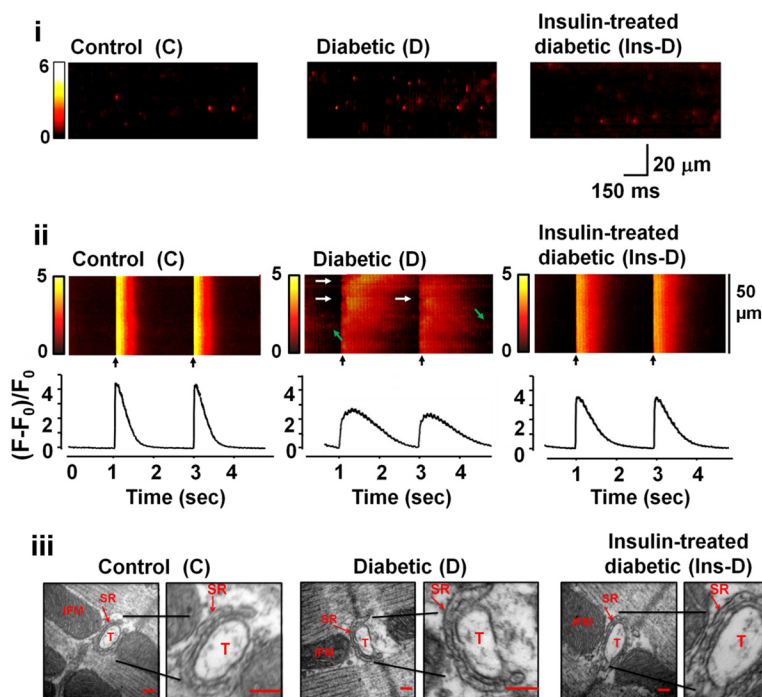 i
Control (C)
Diabetic (D)
Insulin-treated
diabetic (Ins-D)
6
0
20 μm
150 ms
ii
Control (C)
Diabetic (D)
Insulin-treated
diabetic (Ins-D)
5
0
5
0
5
0
50
μm
(F-F0)/F0
4
2
0
4
2
0
4
2
0
0 1 2 3 4
1 2 3 4
1 2 3 4
Time (sec)
Time (sec)
Time (sec)
iii
Control (C)
Diabetic (D)
Insulin-treated
diabetic (Ins-D)
IFM
SR
T
SR
T
SR
T
IFM
SR
T
IFM
SR
T
SR
T